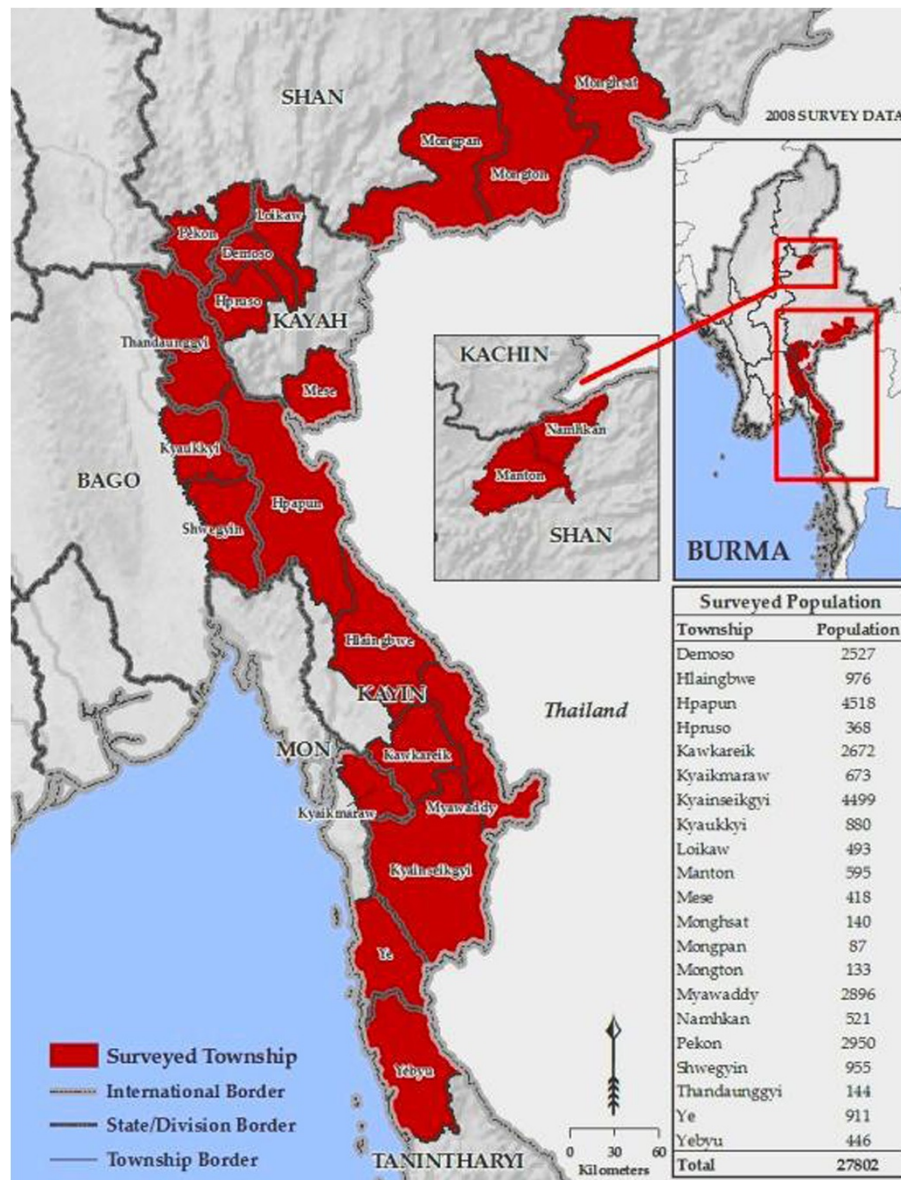 SHAN
Monghsat
2008 SURVEY DATA
Mongpan
Mongton
Loikaw
Pekon
Demoso
Hpruso
KAYAH
Thandaunggyi
Mese
KACHIN
Namhkan
Manton
SHAN
Kyaukkyi
BAGO
Hpapun
Shwegyin
BURMA
Hlaingbwe
KAYIN
Thailand
MON
Kawkareik
Kyaikmaraw
Myawaddy
Kyainseikgyi
Ye
Yebyu
TANINTHARYI
Surveyed Population
Township Population
Demoso 2527
Hlaingbwe 976
Hpapun 4518
Hpruso 368
Kawkareik 2672
Kyaikmaraw 673
Kyainseikgyi 4499
Kyaukkyi 880
Loikaw 493
Manton 595
Mese 418
Monghsat 140
Mongpan 87
Mongton 133
Myawaddy 2896
Namhkan 521
Pekon 2950
Shwegyin 955
Thandaunggyi 144
Ye 911
Yebyu 446
Total 27802
Surveyed Township
International Border
State/Division Border
Township Border
0 30 60
Kilometers